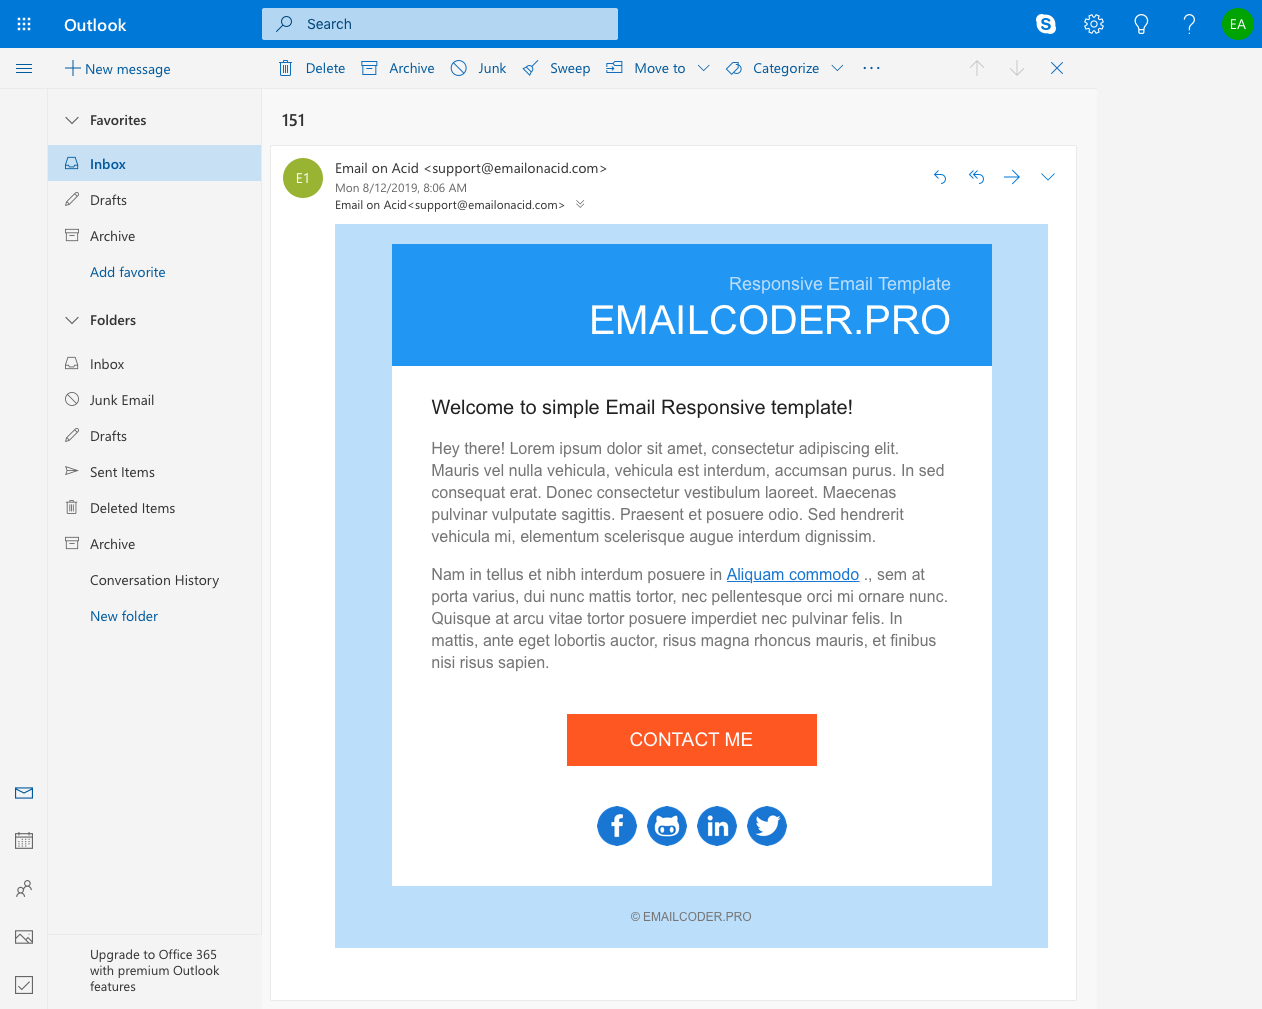 Outlook
Search
EA
New message
Delete
Archive
Junk
Sweep
Move to
Categorize
Favorites
Inbox
Drafts
Archive
Add favorite
Folders
Inbox
Junk Email
Drafts
Sent Items
Deleted Items
Archive
Conversation History
New folder
Upgrade to Office 365
with premium Outlook
features
151
E1
Email on Acid <support@emailonacid.com>
Mon 8/12/2019, 8:06 AM
Email on Acid<support@emailonacid.com>
Responsive Email Template
EMAILCODER.PRO
Welcome to simple Email Responsive template!
Hey there! Lorem ipsum dolor sit amet, consectetur adipiscing elit.
Mauris vel nulla vehicula, vehicula est interdum, accumsan purus. In sed
consequat erat. Donec consectetur vestibulum laoreet. Maecenas
pulvinar vulputate sagittis. Praesent et posuere odio. Sed hendrerit
vehicula mi, elementum scelerisque augue interdum dignissim.
Nam in tellus et nibh interdum posuere in Aliquam commodo ., sem at
porta varius, dui nunc mattis tortor, nec pellentesque orci mi ornare nunc.
Quisque at arcu vitae tortor posuere imperdiet nec pulvinar felis. In
mattis, ante eget lobortis auctor, risus magna rhoncus mauris, et finibus
nisi risus sapien.
CONTACT ME
© EMAILCODER.PRO